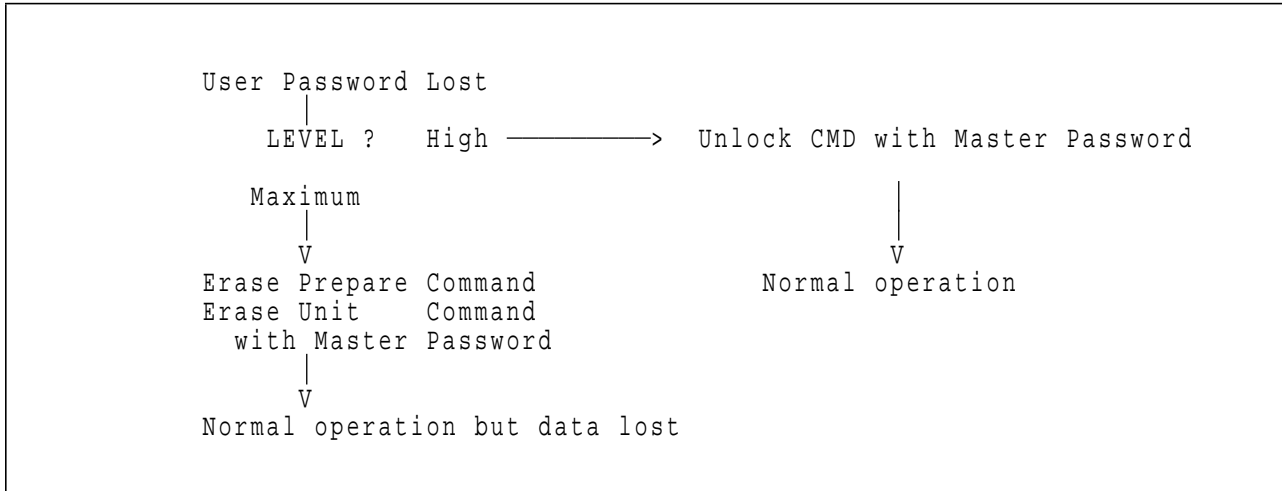 User Password Lost
LEVEL ? High ─────────> Unlock CMD with Master Password
Maximum
V V
Erase Prepare Command Normal operation
Erase Unit Command
with Master Password
V
Normal operation but data lost